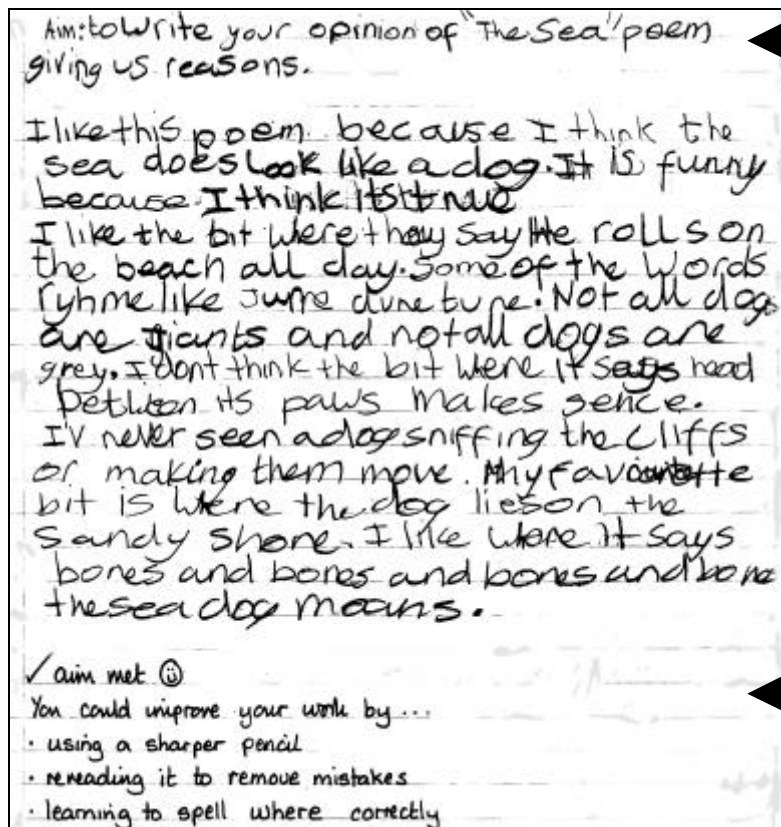 Aim: to Write your opinion of "The Sea" poem
giving us reasons.
I like this poem because I think the
sea does look like a dog. It is funny
because I think its true
I like the bit were they say He rolls on
the beach all day. Some of the words
ryhme like dune tune. Not all dogs
are giants and not all dogs are
grey. I dont think the bit were it says head
between its paws makes sence.
I'v never seen a dog sniffing the cliffs
or making them move. My favourite
bit is were the dog lies on the
Sandy shore. I like were it says
bones and bones and bones and bone
the sea dog moans.
✓ aim met ☺
You could improve your work by ...
· using a sharper pencil
· rereading it to remove mistakes
· learning to spell where correctly